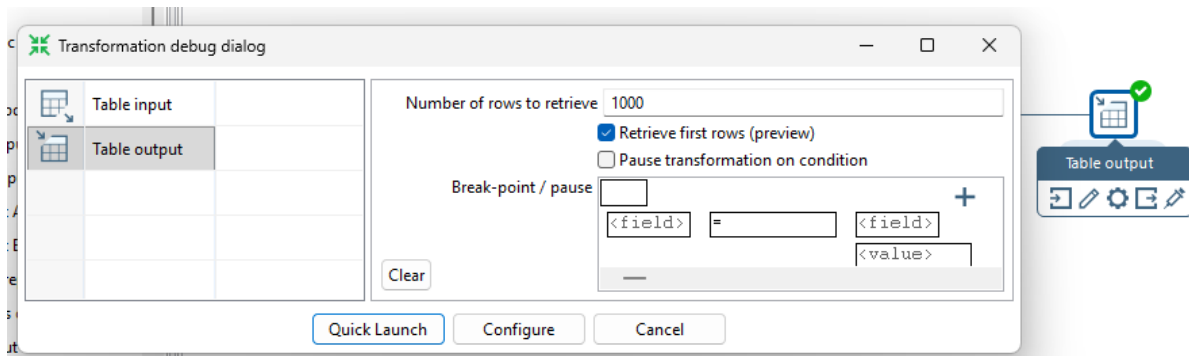 Transformation debug dialog
Table input
Table output
Number of rows to retrieve 1000
Retrieve first rows (preview)
Pause transformation on condition
Break-point / pause
<field> = <field>
<value>
Clear
Quick Launch Configure Cancel
Table output